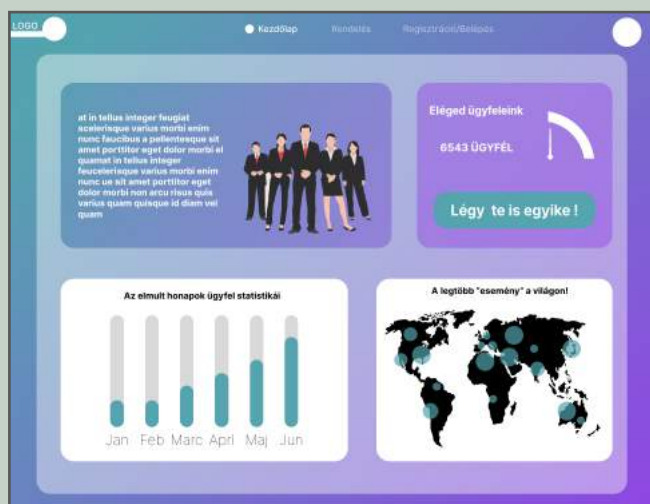 LOGO
Kezdőlap
Rendelés
Regisztráció/Belépés
at in tellus integer feugiat
scelerisque varius morbi enim
nunc faucibus a pellentesque sit
amet porttitor eget dolor morbi el
quamat in tellus integer
feucelerisque varius morbi enim
nunc ue sit amet porttitor eget
dolor morbi non arcu risus quis
varius quam quisque id diam vel
quam
Eléged ügyfeleink
6543 ÜGYFÉL
Légy te is egyike !
Az elmult honapok ügyfel statistikái
Jan Feb Marc Aprl Maj Jun
A legtöbb "esemény" a világon!